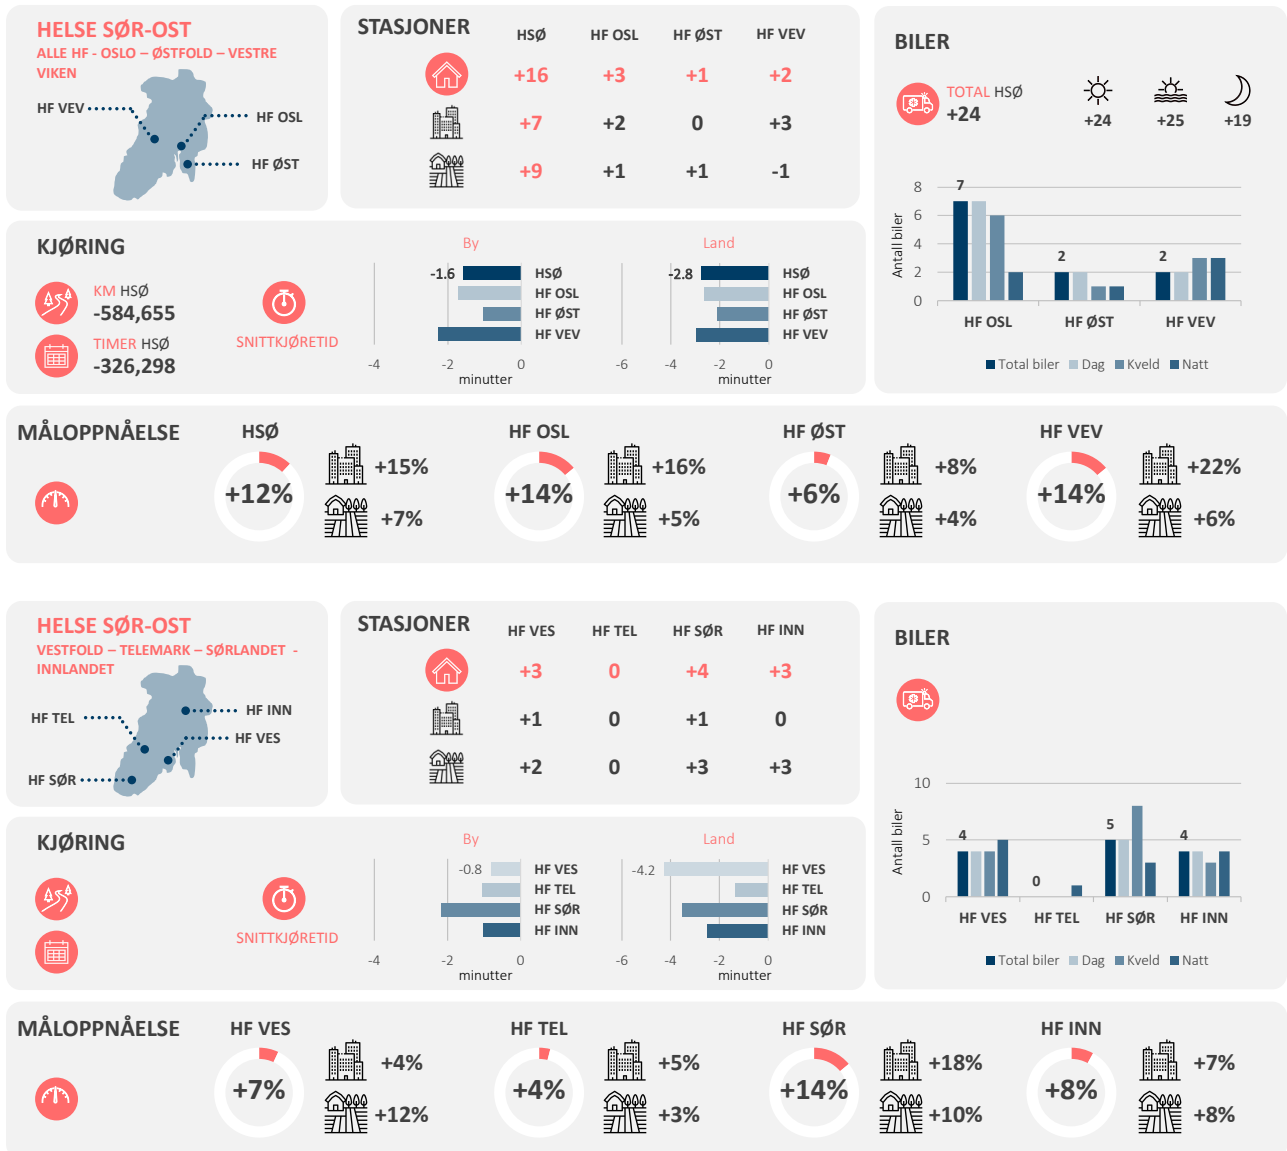 HELSE SØR-OST
ALLE HF - OSLO – ØSTFOLD – VESTRE
VIKEN
HF VEV
HF OSL
HF ØST
STASJONER
HSØ HF OSL HF ØST HF VEV
+16 +3 +1 +2
+7 +2 0 +3
+9 +1 +1 -1
BILER
TOTAL HSØ
+24
+24 +25 +19
8
6
4
2
0
Antall biler
7
2
2
HF OSL HF ØST HF VEV
Total biler Dag Kveld Natt
KJØRING
KM HSØ
-584,655
TIMER HSØ
-326,298
SNITTKJØRETID
By
-1.6 HSØ
HF OSL
HF ØST
HF VEV
-4 -2 0
minutter
Land
-2.8 HSØ
HF OSL
HF ØST
HF VEV
-6 -4 -2 0
minutter
MÅLOPPNÅELSE
HSØ
+12%
+15%
+7%
HF OSL
+14%
+16%
+5%
HF ØST
+6%
+8%
+4%
HF VEV
+14%
+22%
+6%
HELSE SØR-OST
VESTFOLD – TELEMARK – SØRLANDET -
INNLANDET
HF TEL
HF INN
HF VES
HF SØR
STASJONER
HF VES HF TEL HF SØR HF INN
+3 0 +4 +3
+1 0 +1 0
+2 0 +3 +3
BILER
10
5
0
Antall biler
4
0
5
4
HF VES HF TEL HF SØR HF INN
Total biler Dag Kveld Natt
KJØRING
SNITTKJØRETID
By
-0.8 HF VES
HF TEL
HF SØR
HF INN
-4 -2 0
minutter
Land
-4.2 HF VES
HF TEL
HF SØR
HF INN
-6 -4 -2 0
minutter
MÅLOPPNÅELSE
HF VES
+7%
+4%
+12%
HF TEL
+4%
+5%
+3%
HF SØR
+14%
+18%
+10%
HF INN
+8%
+7%
+8%